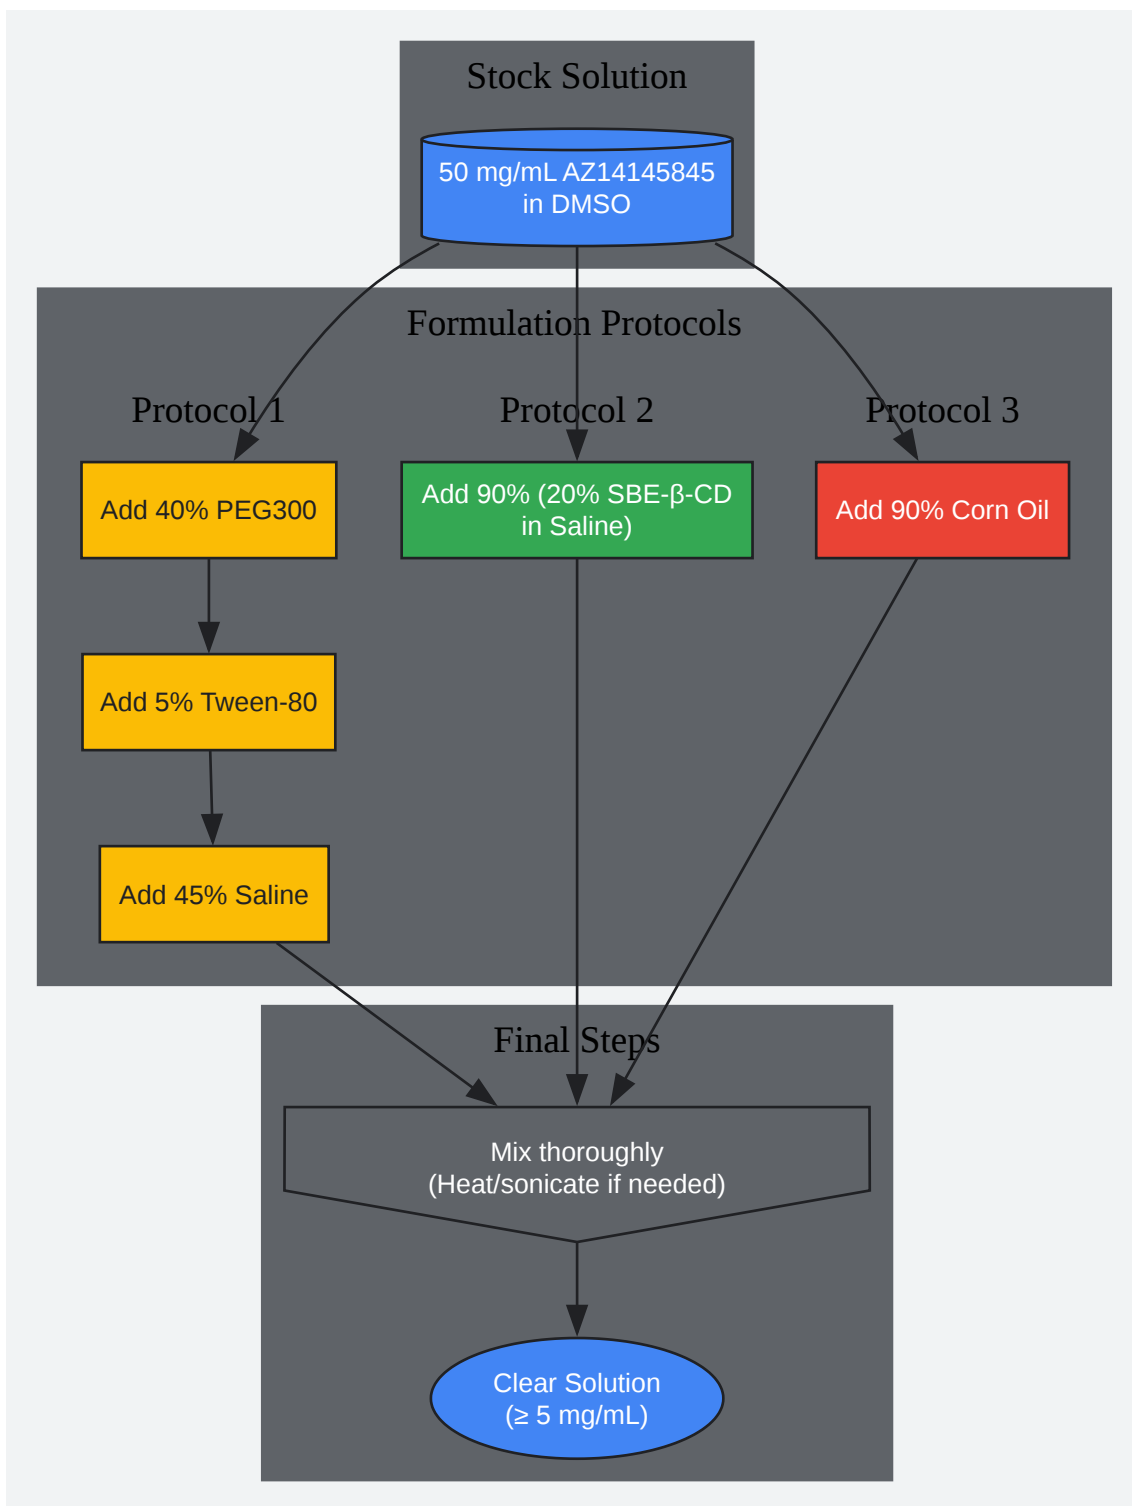 Stock Solution
50 mg/mL AZ14145845
in DMSO
Formulation Protocols
Protocol 1
Protocol 2
Protocol 3
Add 40% PEG300
Add 90% (20% SBE-β-CD
in Saline)
Add 90% Corn Oil
Add 5% Tween-80
Add 45% Saline
Final Steps
Mix thoroughly
(Heat/sonicate if needed)
Clear Solution
(≥ 5 mg/mL)